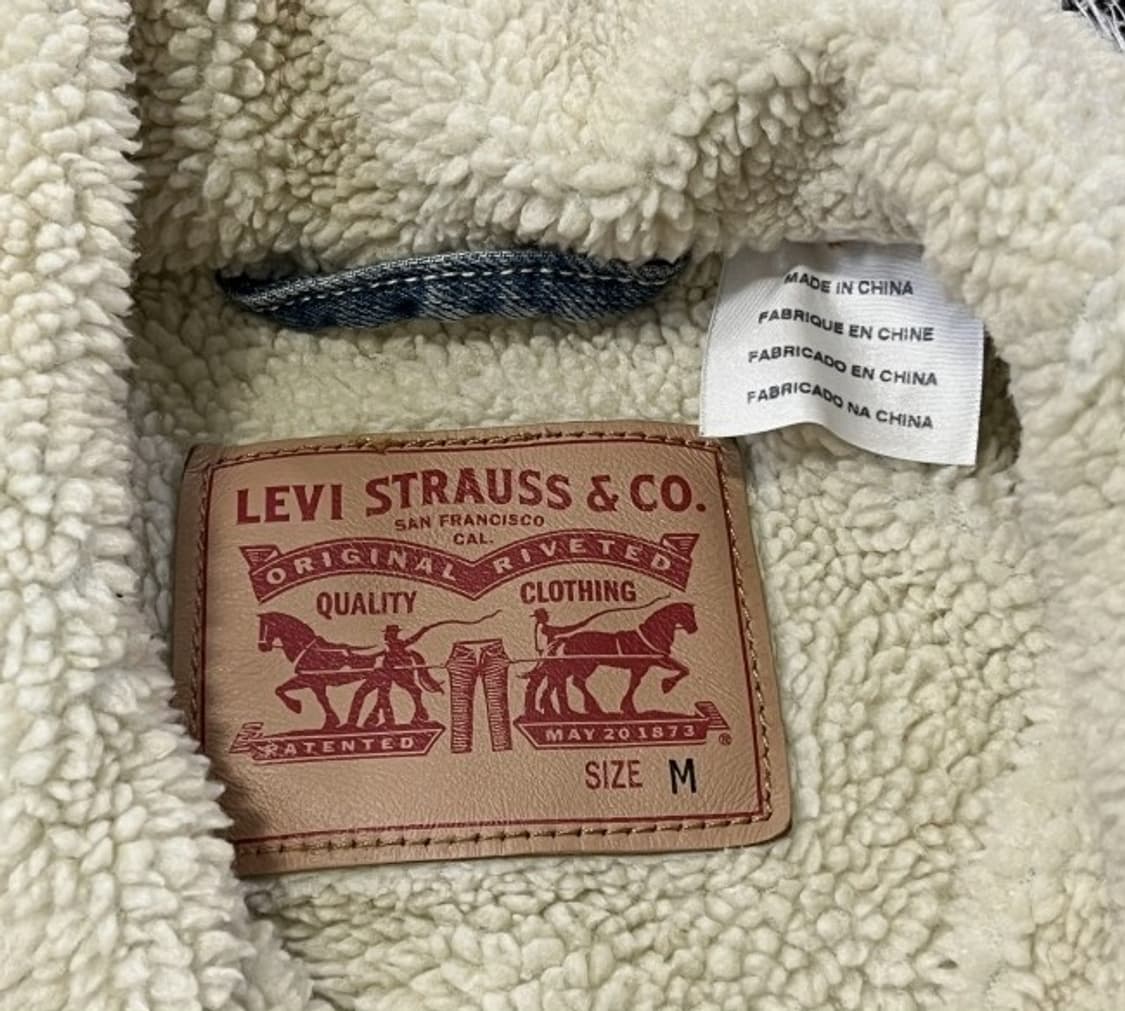 MADE IN CHINA
FABRIQUE EN CHINE
FABRICADO EN CHINA
FABRICADO NA CHINA
LEVI STRAUSS & CO.
SAN FRANCISCO
CAL.
ORIGINAL RIVETED
QUALITY CLOTHING
PATENTED MAY 20 1873 ®
SIZE M